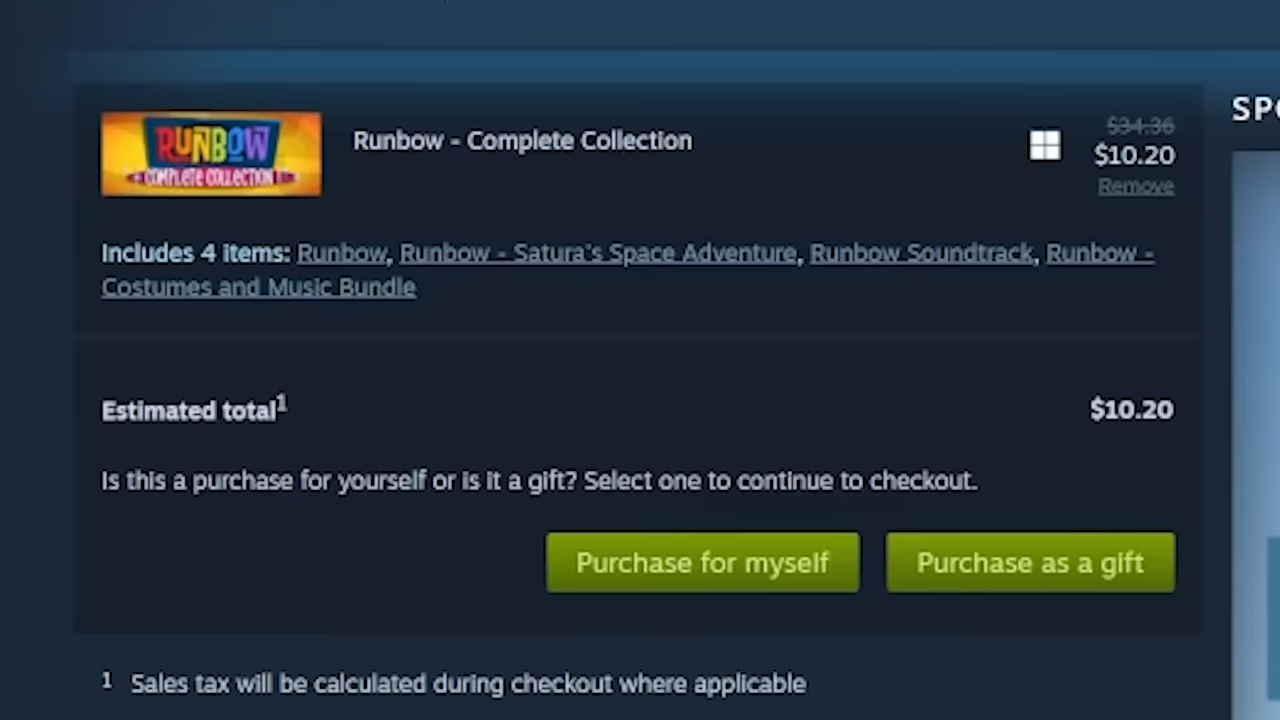 RUNBOW
COMPLETE COLLECTION
Runbow - Complete Collection
$34.36
$10.20
Remove
Includes 4 items: Runbow, Runbow - Satura's Space Adventure, Runbow Soundtrack, Runbow -
Costumes and Music Bundle
Estimated total1
$10.20
Is this a purchase for yourself or is it a gift? Select one to continue to checkout.
Purchase for myself
Purchase as a gift
1 Sales tax will be calculated during checkout where applicable